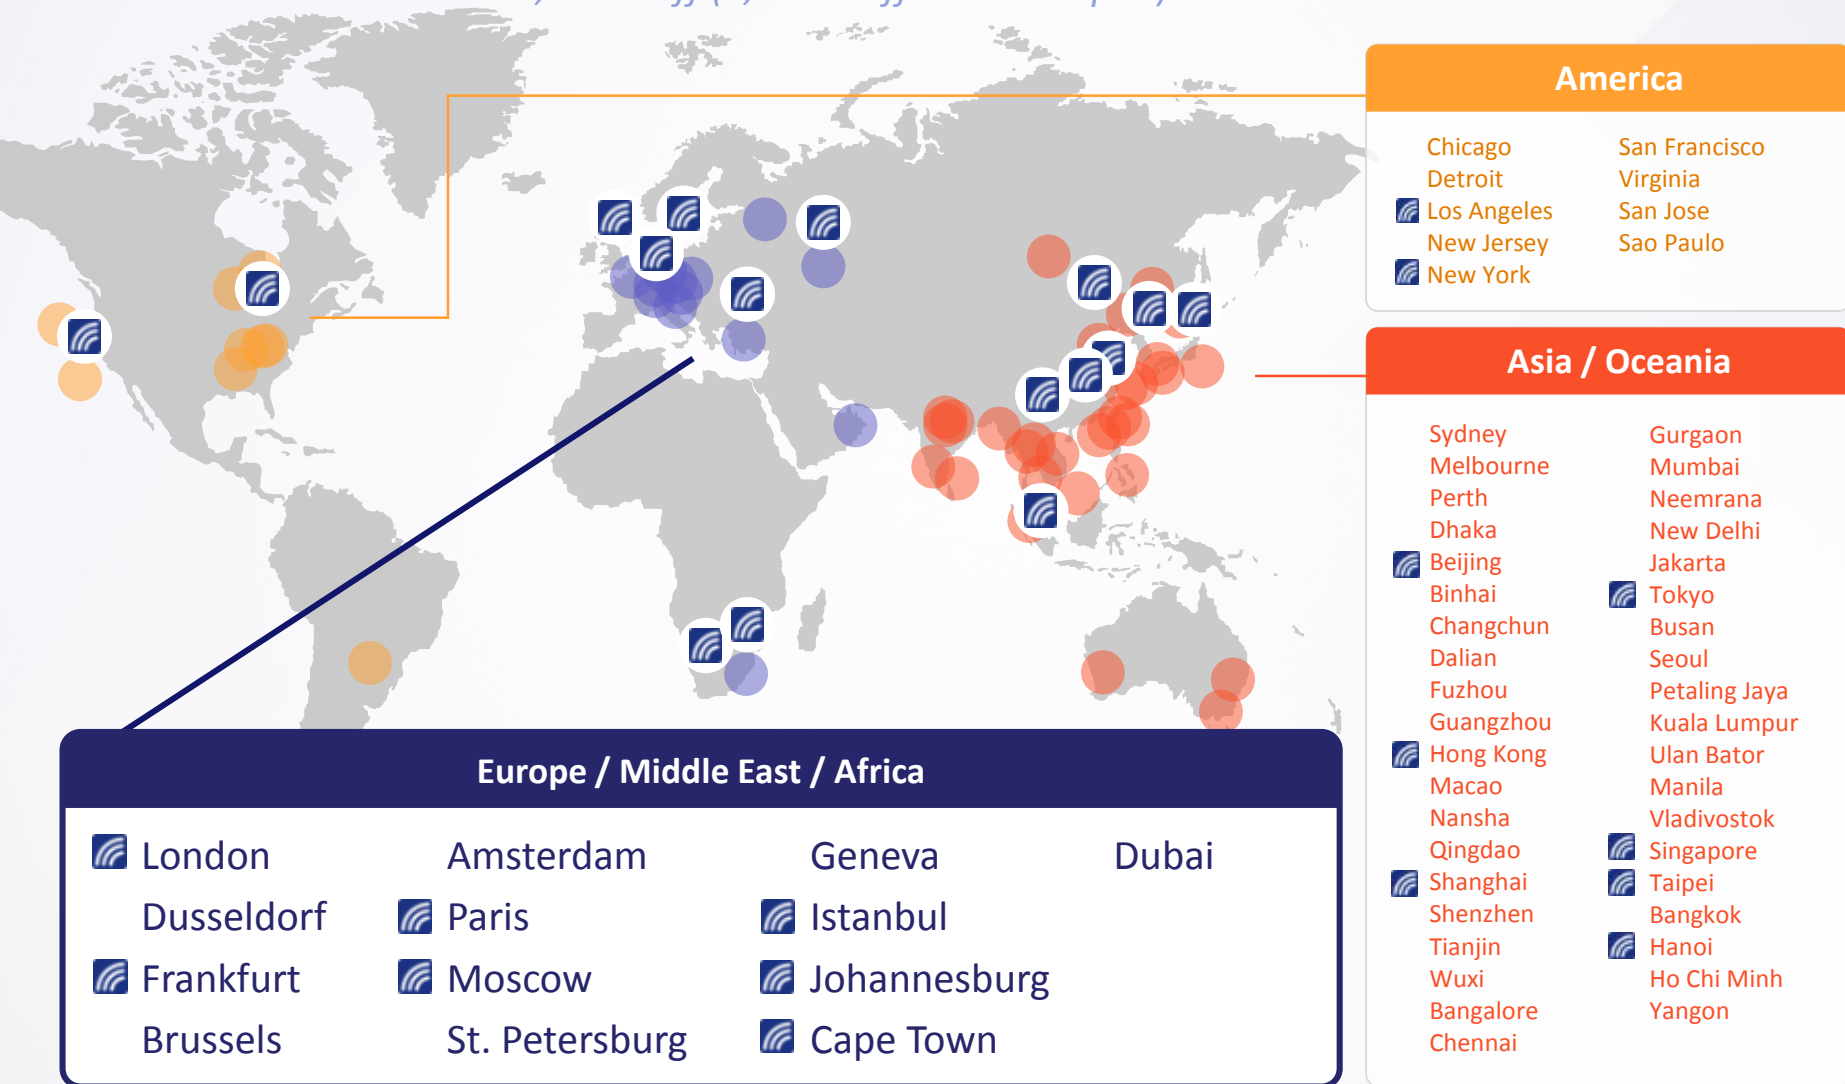 America
Chicago
Detroit
Los Angeles
New Jersey
New York
San Francisco
Virginia
San Jose
Sao Paulo
Asia / Oceania
Sydney
Melbourne
Perth
Dhaka
Beijing
Binhai
Changchun
Dalian
Fuzhou
Guangzhou
Hong Kong
Macao
Nansha
Qingdao
Shanghai
Shenzhen
Tianjin
Wuxi
Bangalore
Chennai
Gurgaon
Mumbai
Neemrana
New Delhi
Jakarta
Tokyo
Busan
Seoul
Petaling Jaya
Kuala Lumpur
Ulan Bator
Manila
Vladivostok
Singapore
Taipei
Bangkok
Hanoi
Ho Chi Minh
Yangon
Europe / Middle East / Africa
London
Dusseldorf
Frankfurt
Brussels
Amsterdam
Paris
Moscow
St. Petersburg
Geneva
Istanbul
Johannesburg
Cape Town
Dubai